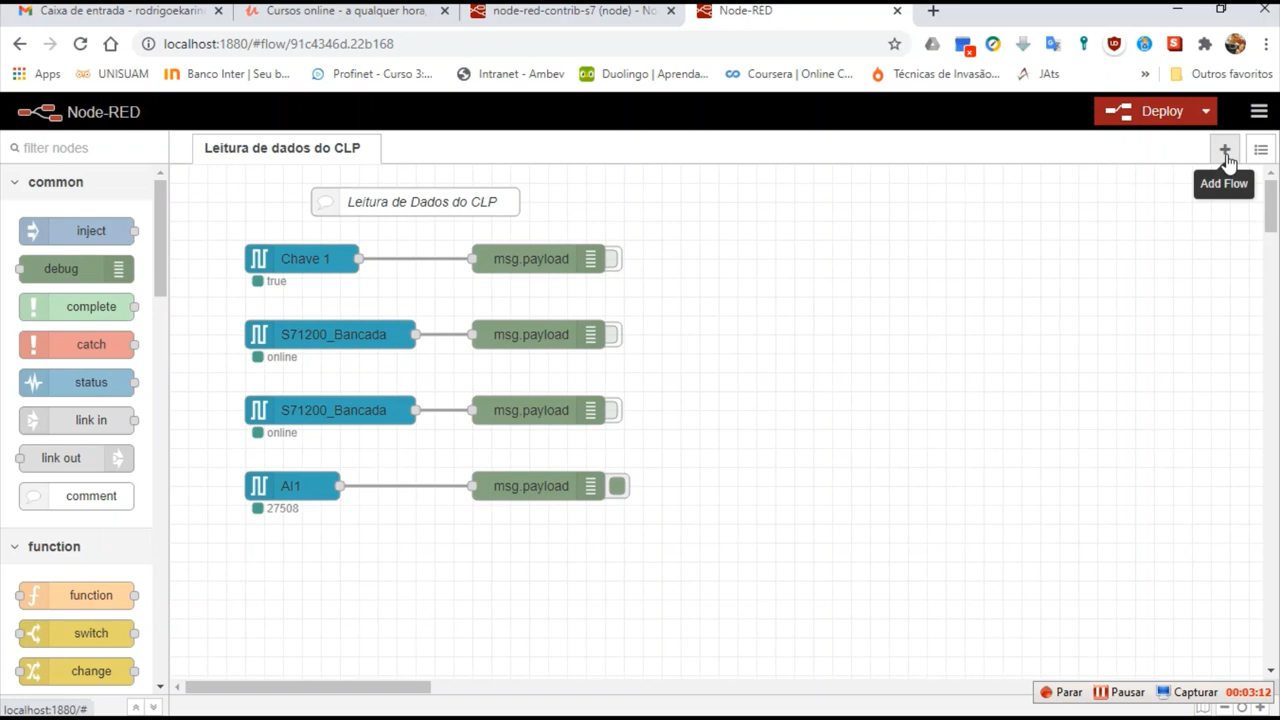 Caixa de entrada - rodrigoekarin
Cursos online - a qualquer hora,
node-red-contrib-s7 (node) - No
Node-RED
localhost:1880/#flow/91c4346d.22b168
Apps
UNISUAM
Banco Inter | Seu b...
Profinet - Curso 3:...
Intranet - Ambev
Duolingo | Aprenda...
Coursera | Online C...
Técnicas de Invasão...
JAts
Outros favoritos
Node-RED
Deploy
filter nodes
Leitura de dados do CLP
Add Flow
common
inject
debug
complete
catch
status
link in
link out
comment
function
function
switch
change
Leitura de Dados do CLP
Chave 1
msg.payload
true
S71200_Bancada
msg.payload
online
S71200_Bancada
msg.payload
online
AI1
msg.payload
27508
Parar
Pausar
Capturar
00:03:12
localhost:1880/#